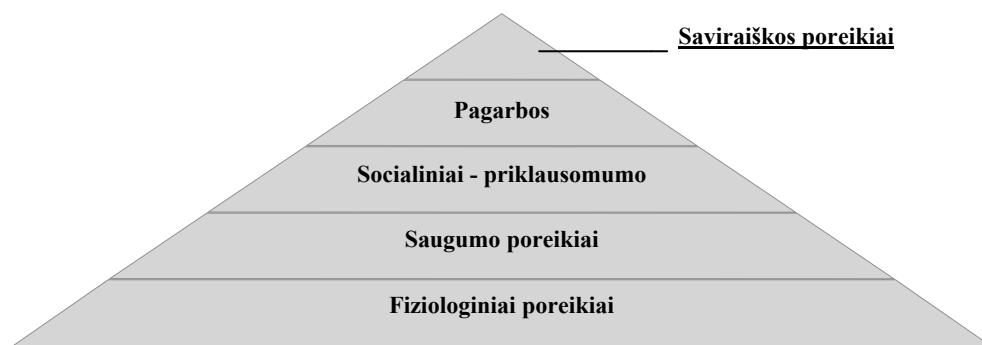 Saviraiškos poreikiai
Pagarbos
Socialiniai - priklausomumo
Saugumo poreikiai
Fiziologiniai poreikiai